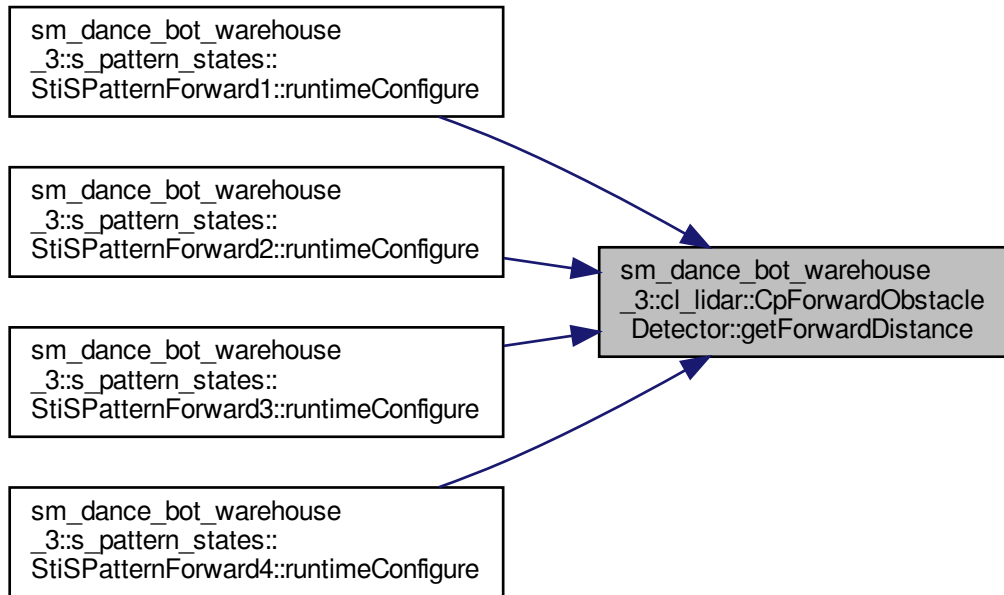 sm_dance_bot_warehouse
_3::s_pattern_states::
StiSPatternForward1::runtimeConfigure
sm_dance_bot_warehouse
_3::s_pattern_states::
StiSPatternForward2::runtimeConfigure
sm_dance_bot_warehouse
_3::cl_lidar::CpForwardObstacle
Detector::getForwardDistance
sm_dance_bot_warehouse
_3::s_pattern_states::
StiSPatternForward3::runtimeConfigure
sm_dance_bot_warehouse
_3::s_pattern_states::
StiSPatternForward4::runtimeConfigure